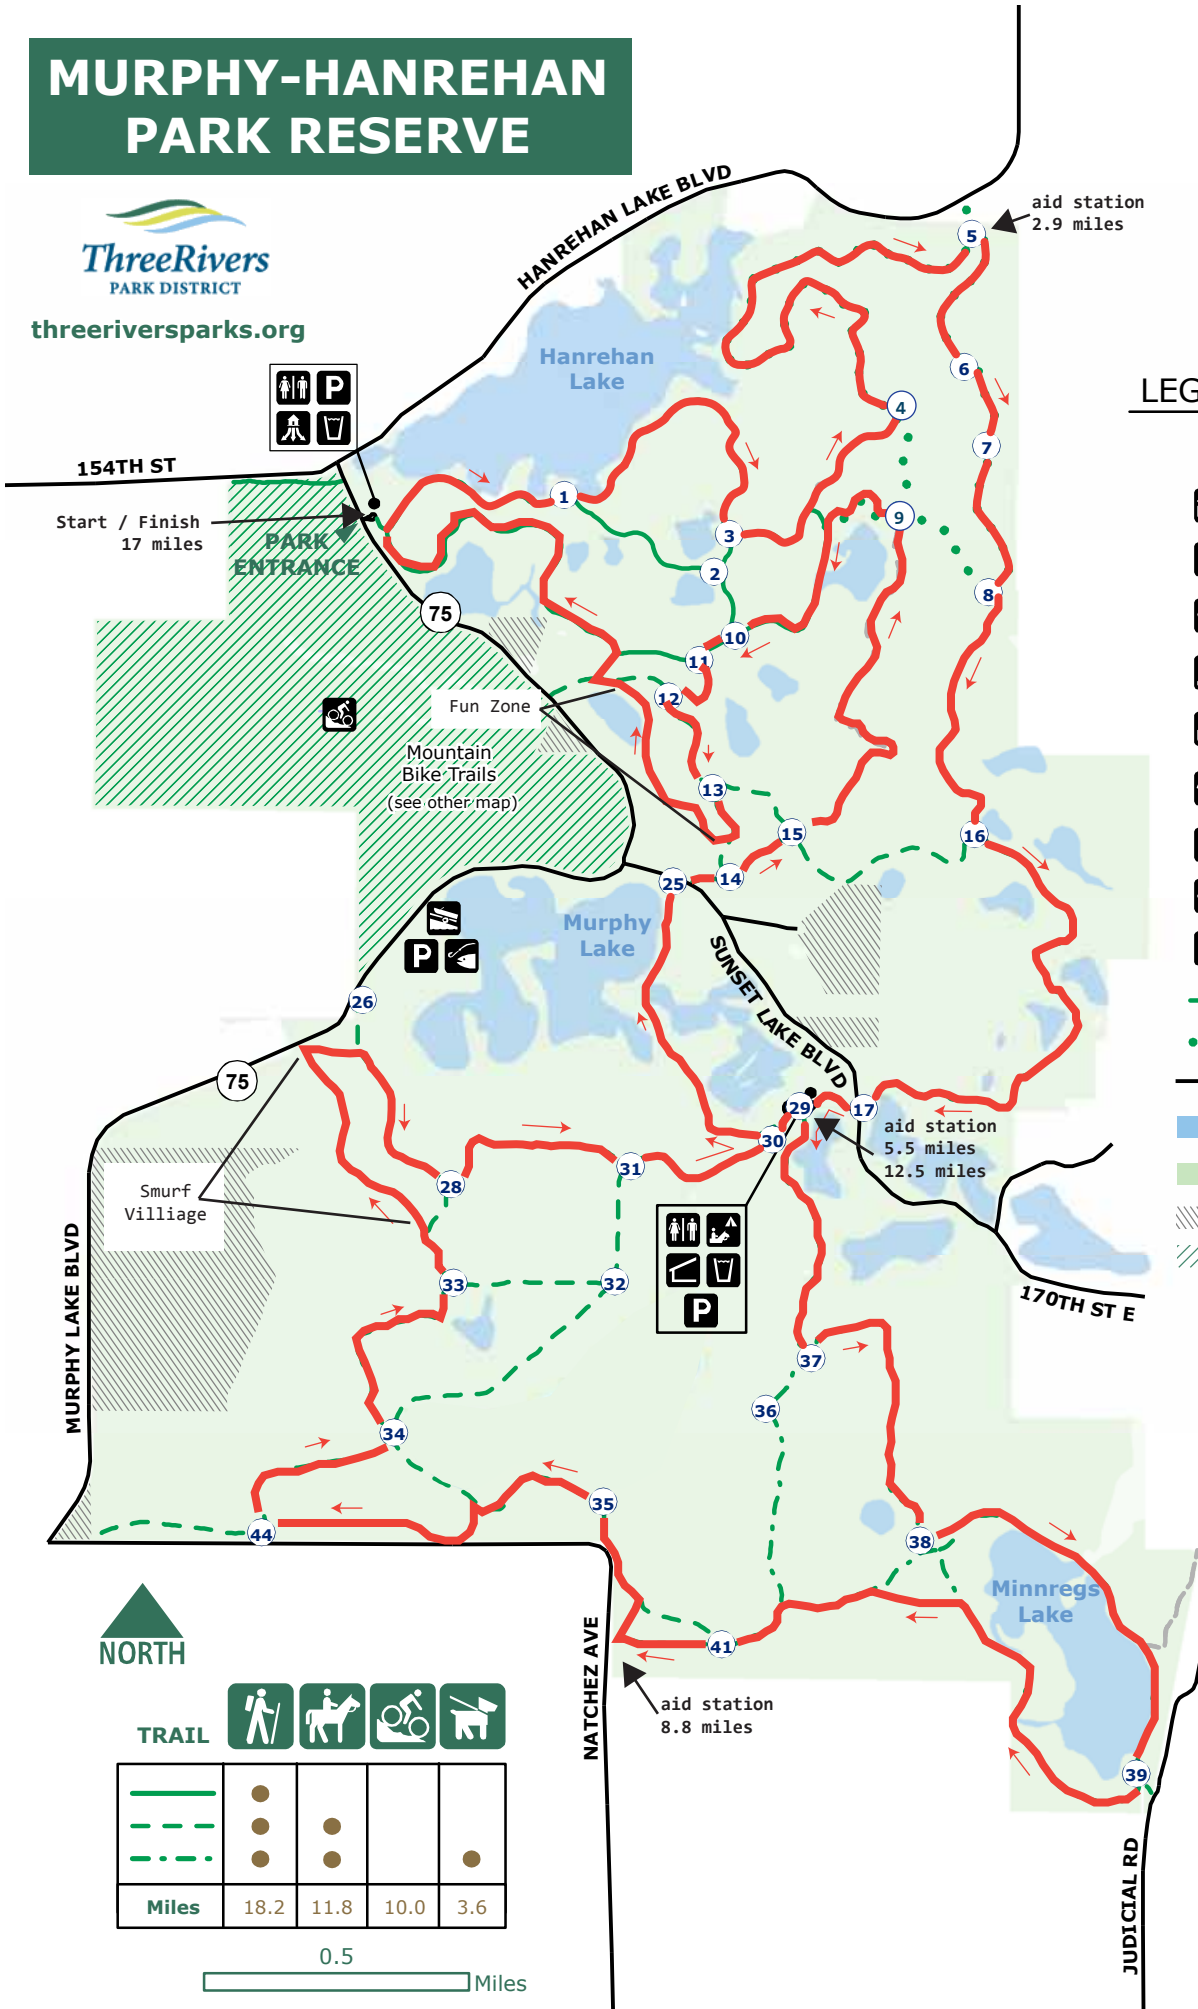 MURPHY-HANREHAN
PARK RESERVE
ThreeRivers
PARK DISTRICT
threeriversparks.org
HANREHAN LAKE BLVD
aid station
2.9 miles
5
Hanrehan
Lake
6
LEG
4
7
154TH ST
P
1
Start / Finish
17 miles
PARK
ENTRANCE
9
3
2
8
75
10
11
12
Fun Zone
Mountain
Bike Trails
(see other map)
13
15
16
14
25
Murphy
Lake
P
SUNSET LAKE BLVD
26
75
29
17
30
aid station
5.5 miles
12.5 miles
31
28
Smurf
Villiage
P
33
32
170TH ST E
MURPHY LAKE BLVD
37
36
34
35
44
38
Minnregs
Lake
41
NORTH
NATCHEZ AVE
aid station
8.8 miles
39
TRAIL
Miles 18.2 11.8 10.0 3.6
JUDICIAL RD
0.5
Miles